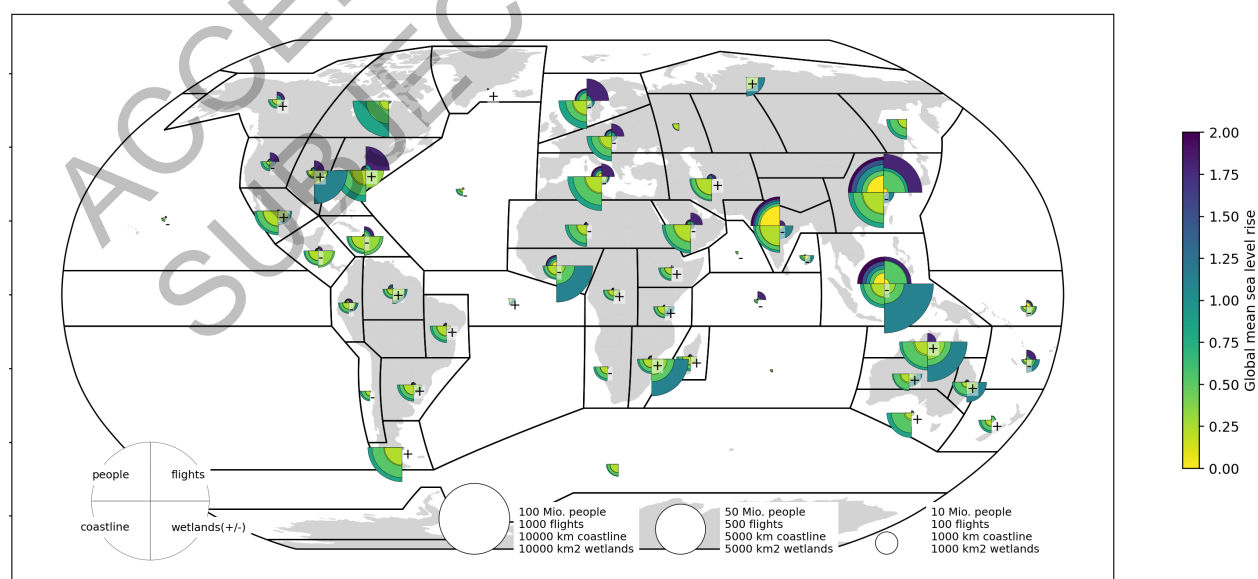 ACCE
SUBJEC
people
flights
coastline
wetlands(+/-)
100 Mio. people
1000 flights
10000 km coastline
10000 km2 wetlands
50 Mio. people
500 flights
5000 km coastline
5000 km2 wetlands
10 Mio. people
100 flights
1000 km coastline
1000 km2 wetlands
2.00
1.75
1.50
1.25
1.00
0.75
0.50
0.25
0.00
Global mean sea level rise